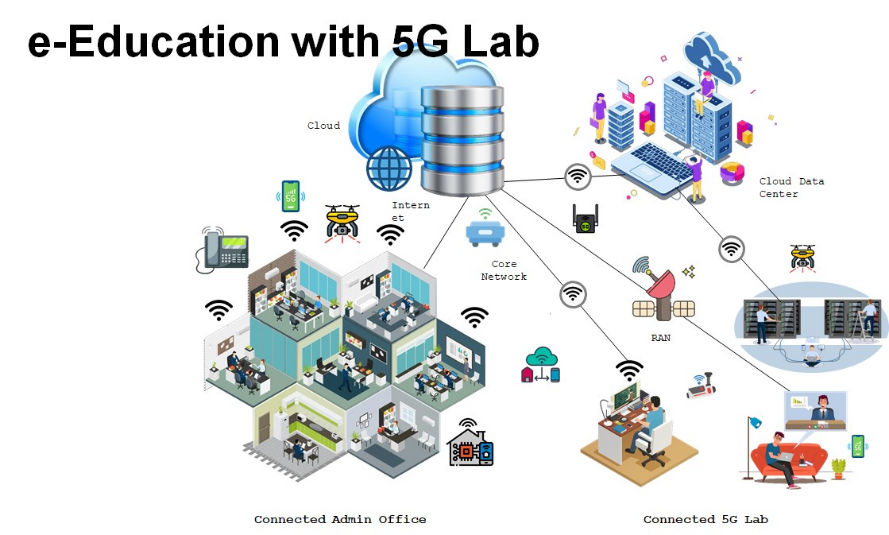 e-Education with 5G Lab
Cloud
Intern
et
Cloud Data
Center
5G
Core
Network
RAN
Connected Admin Office
Connected 5G Lab